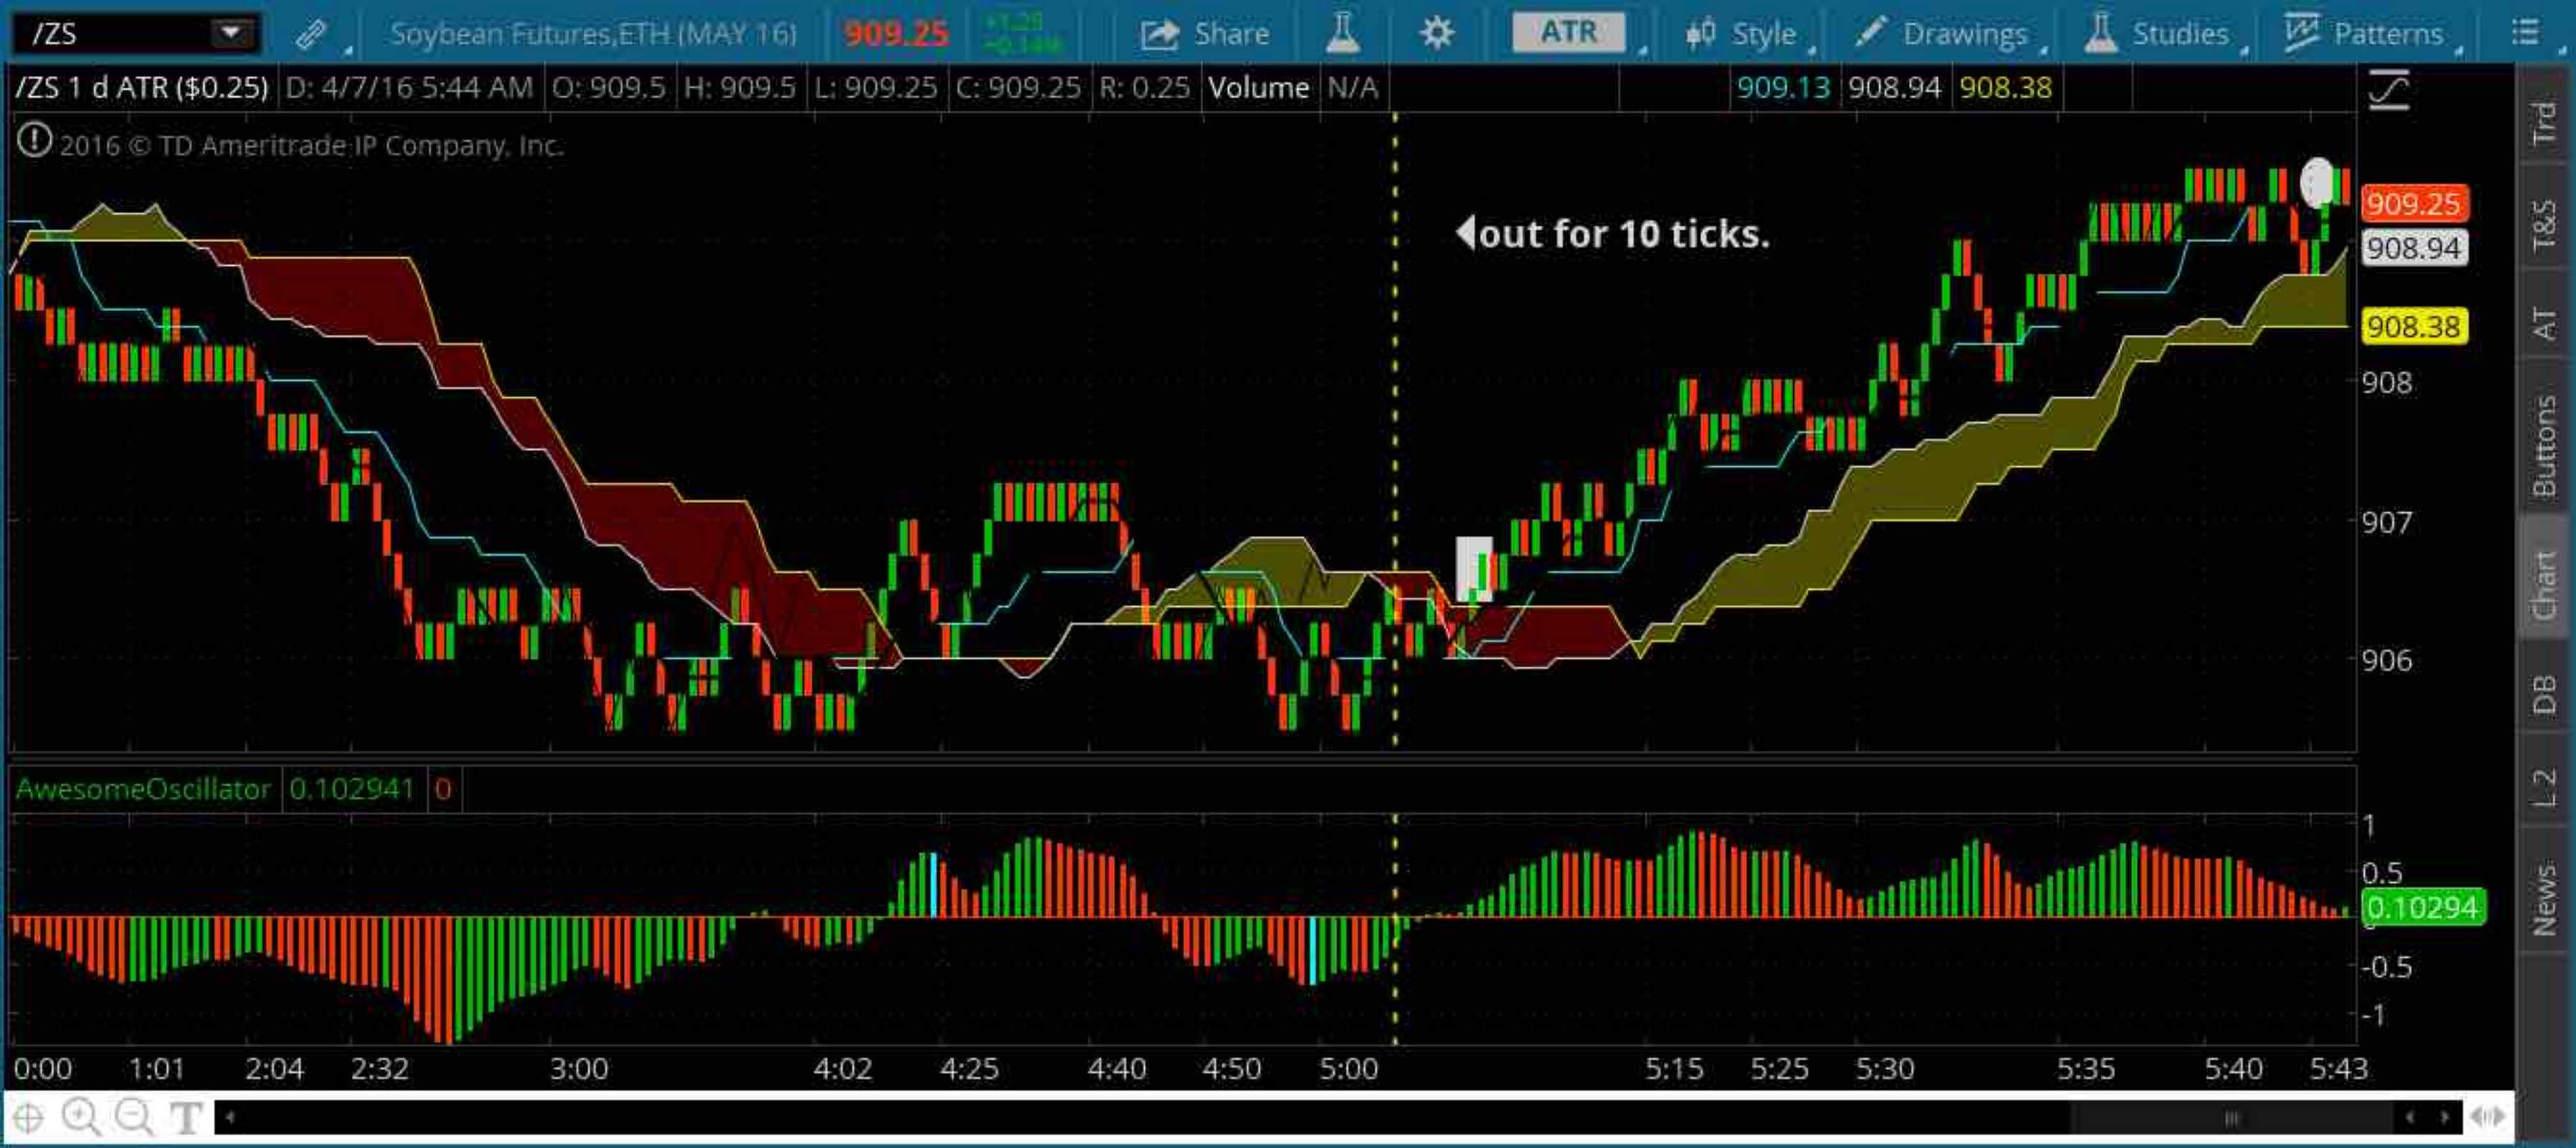 /ZS Soybean Futures,ETH (MAY 16) 909.25 Share ATR Style Drawings Studies Patterns
/ZS 1 d ATR ($0.25) D: 4/7/16 5:44 AM O: 909.5 H: 909.5 L: 909.25 C: 909.25 R: 0.25 Volume N/A 909.13 908.94 908.38
2016 © TD Ameritrade IP Company, Inc.
out for 10 ticks.
909.25
908.94
908.38
908
907
906
AwesomeOscillator 0.102941 0
1
0.5
0.10294
-0.5
-1
0:00 1:01 2:04 2:32 3:00 4:02 4:25 4:40 4:50 5:00 5:15 5:25 5:30 5:35 5:40 5:43
T
Trd
T&S
AT
Buttons
Chart
DB
L 2
News